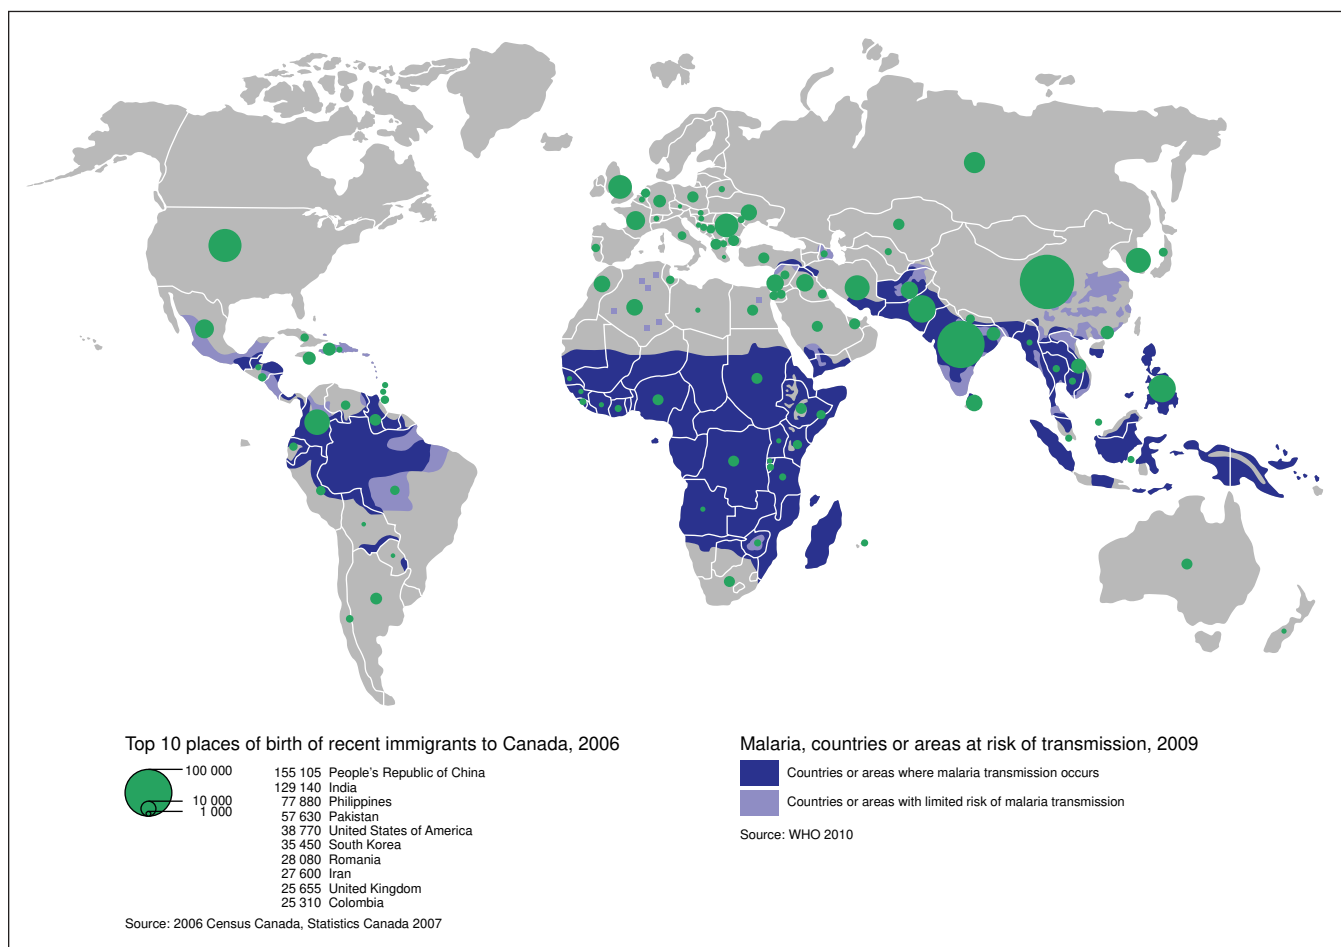 Top 10 places of birth of recent immigrants to Canada, 2006
100 000
10 000
1 000
155 105 People's Republic of China
129 140 India
77 880 Philippines
57 630 Pakistan
38 770 United States of America
35 450 South Korea
28 080 Romania
27 600 Iran
25 655 United Kingdom
25 310 Colombia
Source: 2006 Census Canada, Statistics Canada 2007
Malaria, countries or areas at risk of transmission, 2009
Countries or areas where malaria transmission occurs
Countries or areas with limited risk of malaria transmission
Source: WHO 2010